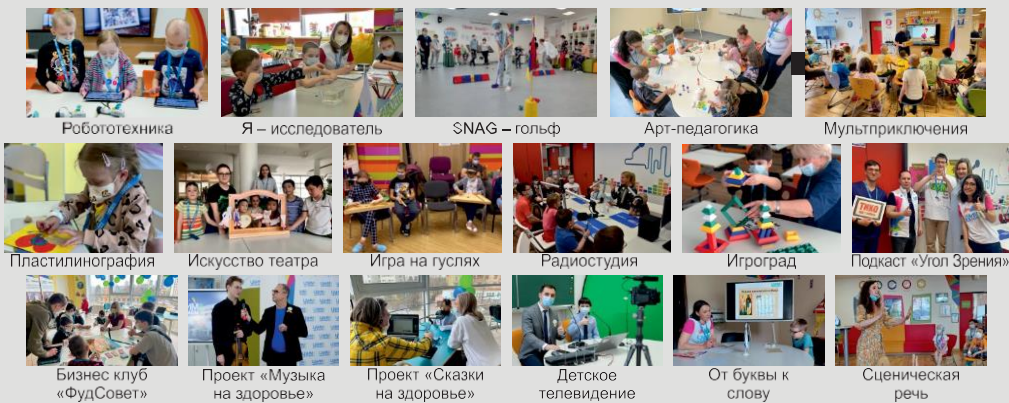 Робототехника
Я – исследователь
SNAG – гольф
Арт-педагогика
Мультприключения
Пластилинография
Искусство театра
Игра на гуслях
Радиостудия
Игроград
ТИКО
Подкаст «Угол Зрения»
Бизнес клуб
«ФудСовет»
Проект «Музыка
на здоровье»
Проект «Сказки
на здоровье»
Детское
телевидение
От буквы к
слову
Сценическая
речь